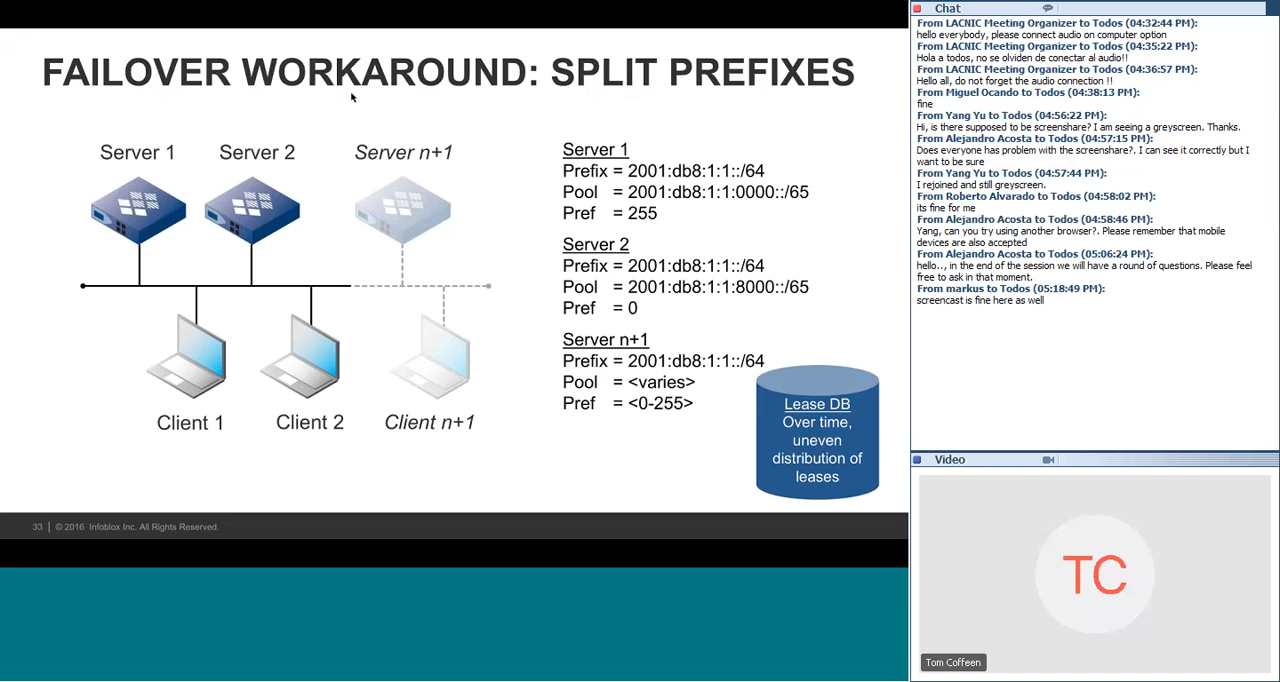 FAILOVER WORKAROUND: SPLIT PREFIXES
Server 1
Server 2
Server n+1
Client 1
Client 2
Client n+1
Server 1
Prefix = 2001:db8:1:1::/64
Pool = 2001:db8:1:1:0000::/65
Pref = 255
Server 2
Prefix = 2001:db8:1:1::/64
Pool = 2001:db8:1:1:8000::/65
Pref = 0
Server n+1
Prefix = 2001:db8:1:1::/64
Pool = <varies>
Pref = <0-255>
Lease DB
Over time,
uneven
distribution of
leases
33 | © 2016 Infoblox Inc. All Rights Reserved.
Chat
From LACNIC Meeting Organizer to Todos (04:32:44 PM):
hello everybody, please connect audio on computer option
From LACNIC Meeting Organizer to Todos (04:35:22 PM):
Hola a todos, no se olviden de conectar al audio!!
From LACNIC Meeting Organizer to Todos (04:36:57 PM):
Hello all, do not forget the audio connection !!
From Miguel Ocando to Todos (04:38:13 PM):
fine
From Yang Yu to Todos (04:56:22 PM):
Hi, is there supposed to be screenshare? I am seeing a greyscreen. Thanks.
From Alejandro Acosta to Todos (04:57:15 PM):
Does everyone has problem with the screenshare?. I can see it correctly but I
want to be sure
From Yang Yu to Todos (04:57:44 PM):
I rejoined and still greyscreen.
From Roberto Alvarado to Todos (04:58:02 PM):
its fine for me
From Alejandro Acosta to Todos (04:58:46 PM):
Yang, can you try using another browser?. Please remember that mobile
devices are also accepted
From Alejandro Acosta to Todos (05:06:24 PM):
hello.., in the end of the session we will have a round of questions. Please feel
free to ask in that moment.
From markus to Todos (05:18:49 PM):
screencast is fine here as well
Video
TC
Tom Coffeen